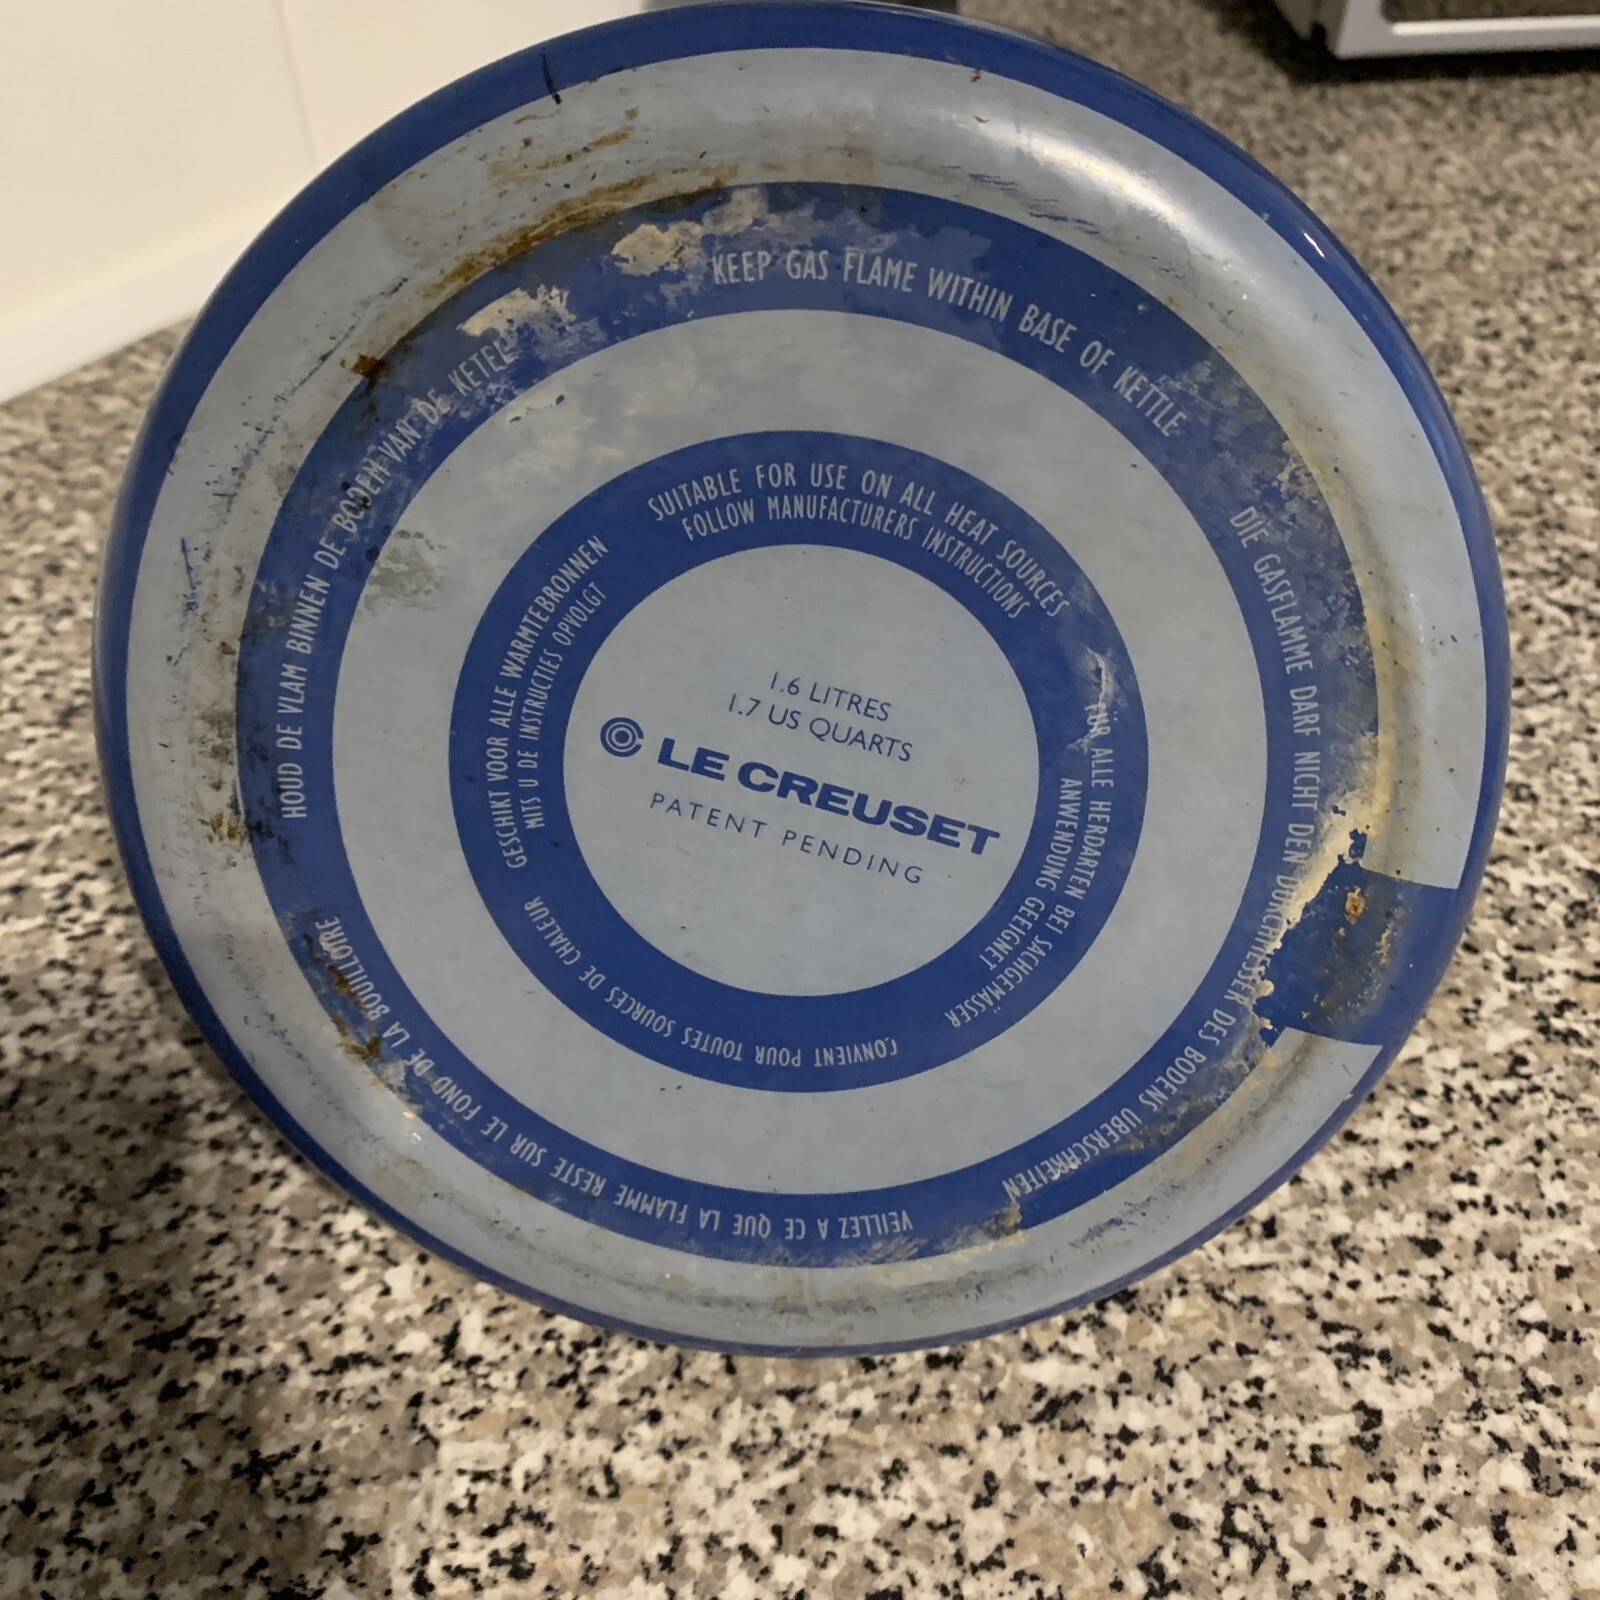 KEEP GAS FLAME WITHIN BASE OF KETTLE
DIE GASFLAMME DARF NICHT DEN DURCHMESSER DES BODENS UBERSCHREITEN
VEILLEZ A CE QUE LA FLAMME RESTE SUR LE FOND DE LA BOUILLOIRE
HOUD DE VLAM BINNEN DE BODEM VAN DE KETEL
SUITABLE FOR USE ON ALL HEAT SOURCES
FOLLOW MANUFACTURERS INSTRUCTIONS
FÜR ALLE HERDARTEN BEI SACHGEMÄSSER
ANWENDUNG GEEIGNET
CONVIENT POUR TOUTES SOURCES DE CHALEUR
GESCHIKT VOOR ALLE WARMTEBRONNEN
MITS U DE INSTRUCTIES OPVOLGT
1.6 LITRES
1.7 US QUARTS
LE CREUSET
PATENT PENDING